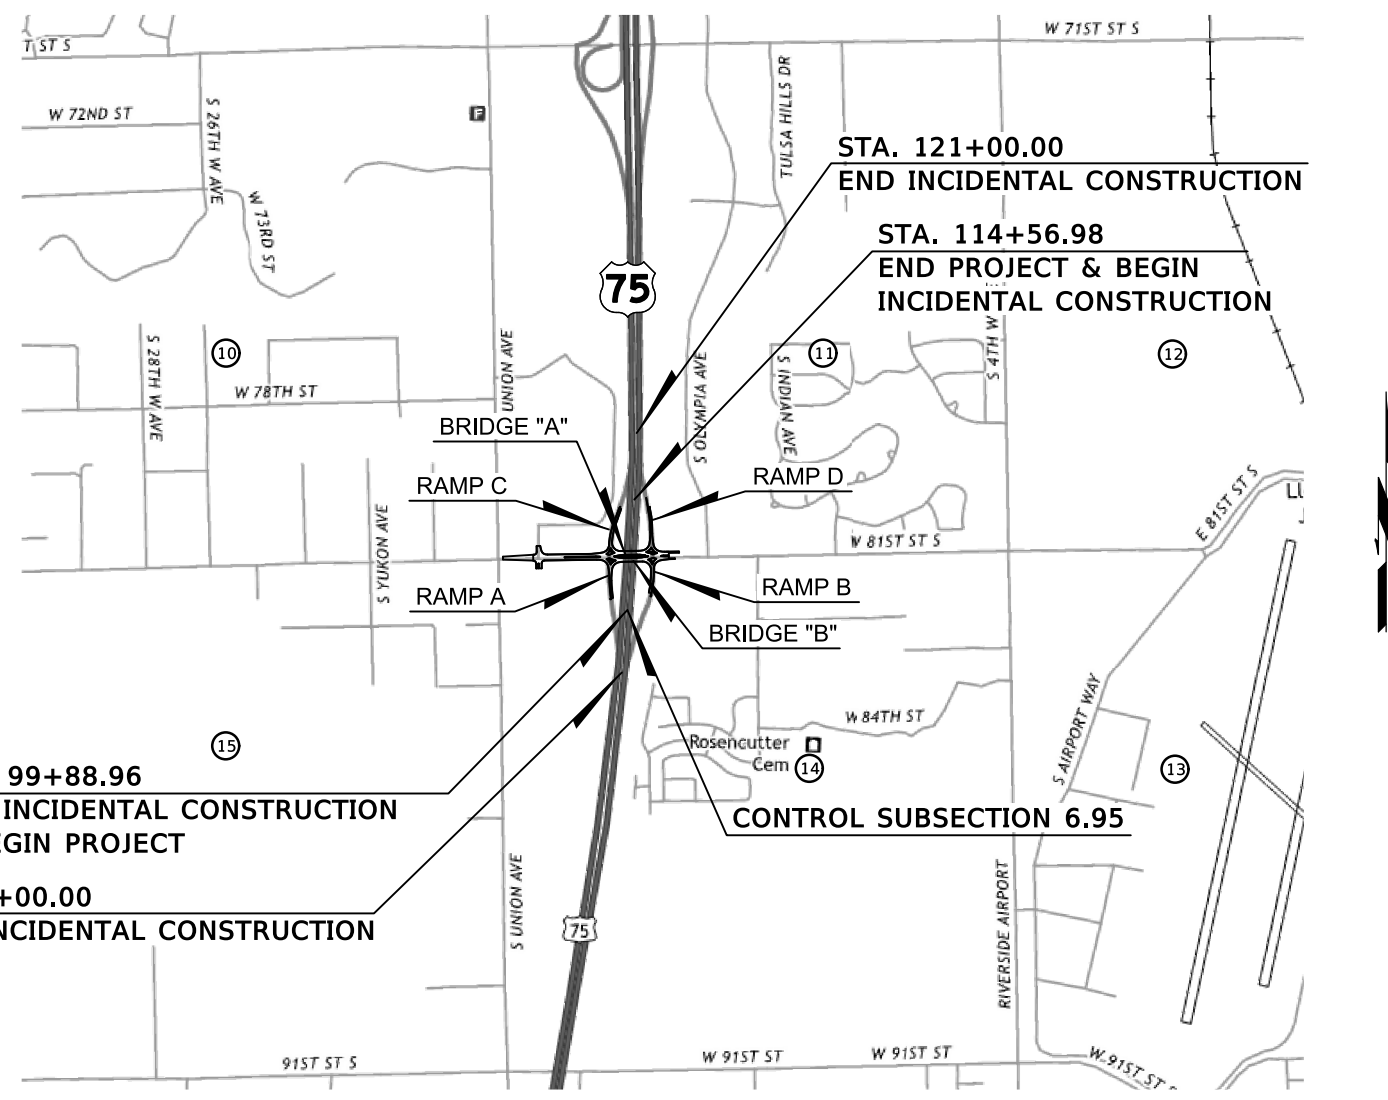 W 71ST ST S
T ST S
W 72ND ST
S 26TH W AVE
F
TULSA HILLS DR
STA. 121+00.00
END INCIDENTAL CONSTRUCTION
W 73RD ST
STA. 114+56.98
END PROJECT & BEGIN
INCIDENTAL CONSTRUCTION
75
S 4TH W
10
11
12
S 28TH W AVE
UNION AVE
S OLYMPIA AVE
S INDIAN AVE
W 78TH ST
BRIDGE "A"
RAMP C
RAMP D
E 81ST ST S
S YUKON AVE
W 81ST ST S
RAMP A
RAMP B
BRIDGE "B"
S AIRPORT WAY
W 84TH ST
15
Rosencutter
Cem
14
13
99+88.96
INCIDENTAL CONSTRUCTION
EGIN PROJECT
CONTROL SUBSECTION 6.95
+00.00
NCIDENTAL CONSTRUCTION
S UNION AVE
75
RIVERSIDE AIRPORT
91ST ST S
W 91ST ST
W 91ST ST
W 91ST ST S